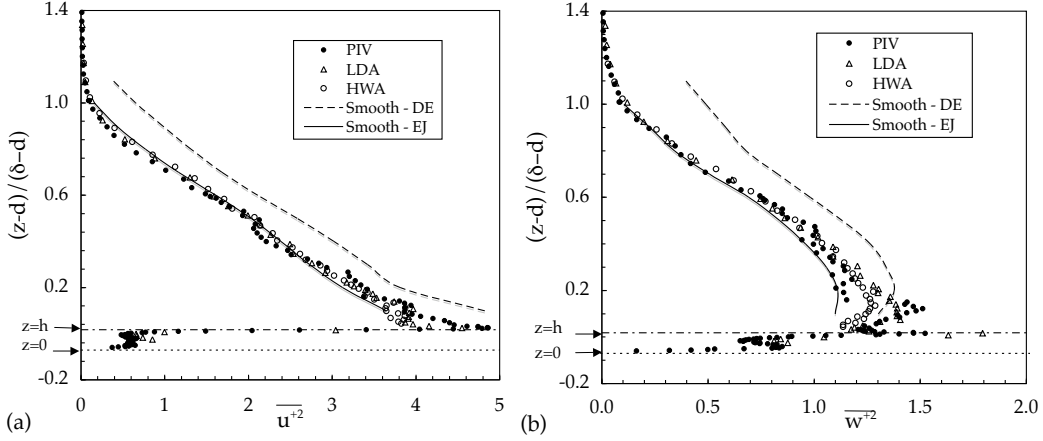 1.4
1.0
0.6
0.2
-0.2
(z-d)/(δ-d)
z=h
z=0
0 1 2 3 4 5
u+2
(a)
PIV
LDA
HWA
Smooth - DE
Smooth - EJ
1.4
1.0
0.6
0.2
-0.2
(z-d)/(δ-d)
z=h
z=0
0.0 0.5 1.0 1.5 2.0
w+2
(b)
PIV
LDA
HWA
Smooth - DE
Smooth - EJ